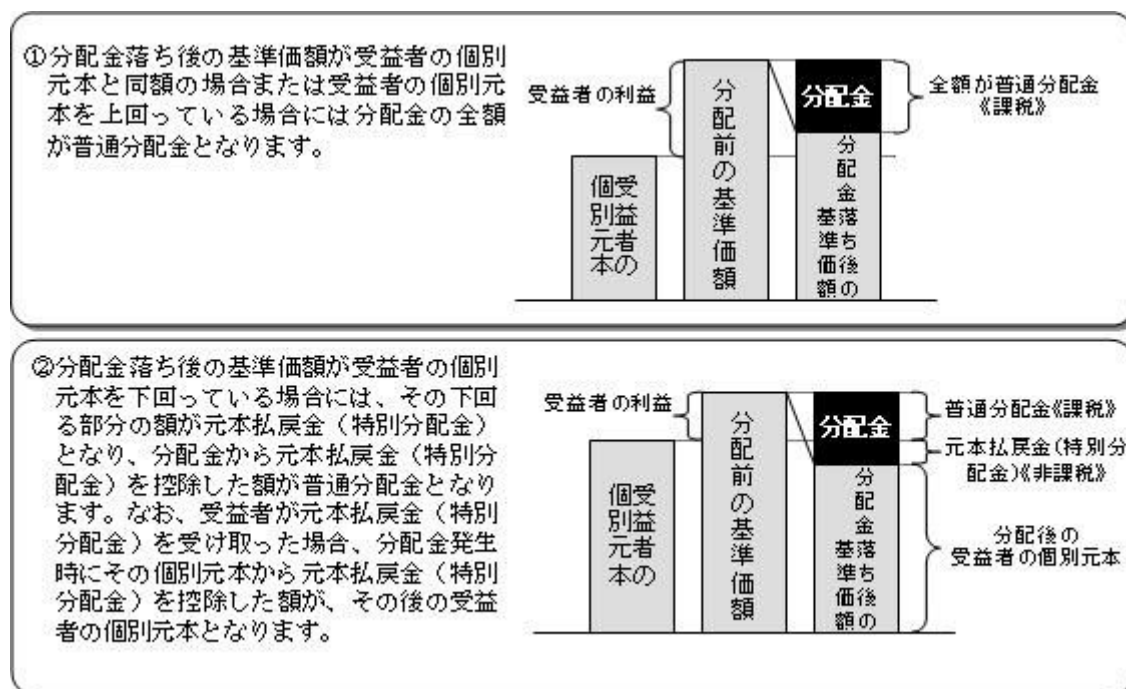 ①分配金落ち後の基準価額が受益者の個別
元本と同額の場合または受益者の個別元
本を上回っている場合には分配金の全額
が普通分配金となります。
受益者の利益
受益者の
個別元本
分配前の基準価額
分配金
分配金落ち後の
基準価額
全額が普通分配金
《課税》
②分配金落ち後の基準価額が受益者の個別
元本を下回っている場合には、その下回
る部分の額が元本払戻金（特別分配金）
となり、分配金から元本払戻金（特別分
配金）を控除した額が普通分配金となり
ます。なお、受益者が元本払戻金（特別
分配金）を受け取った場合、分配金発生
時にその個別元本から元本払戻金（特別
分配金）を控除した額が、その後の受益
者の個別元本となります。
受益者の利益
受益者の
個別元本
分配前の基準価額
分配金
分配金落ち後の
基準価額
普通分配金《課税》
元本払戻金(特別分
配金)《非課税》
分配後の
受益者の個別元本